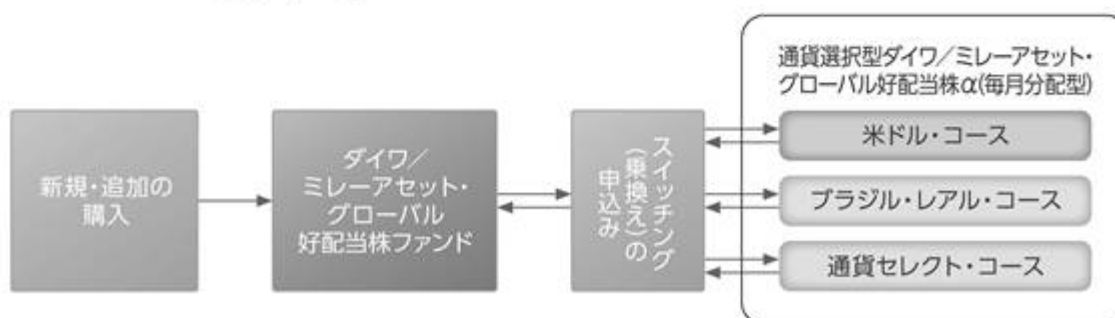 新規・追加の
購入
ダイワ/
ミレーアセット・
グローバル
好配当株ファンド
スイッチング
(乗換え)の
申込み
通貨選択型ダイワ/ミレーアセット・
グローバル好配当株α(毎月分配型)
米ドル・コース
ブラジル・レアル・コース
通貨セレクト・コース